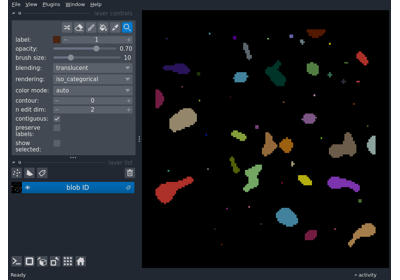 File View Plugins Window Help
layer controls
label: 1
opacity: 0.70
brush size: 10
blending: translucent
rendering: iso_categorical
color mode: auto
contour: 0
n edit dim: 2
contiguous:
preserve
labels:
show
selected:
layer list
blob ID
Ready
activity